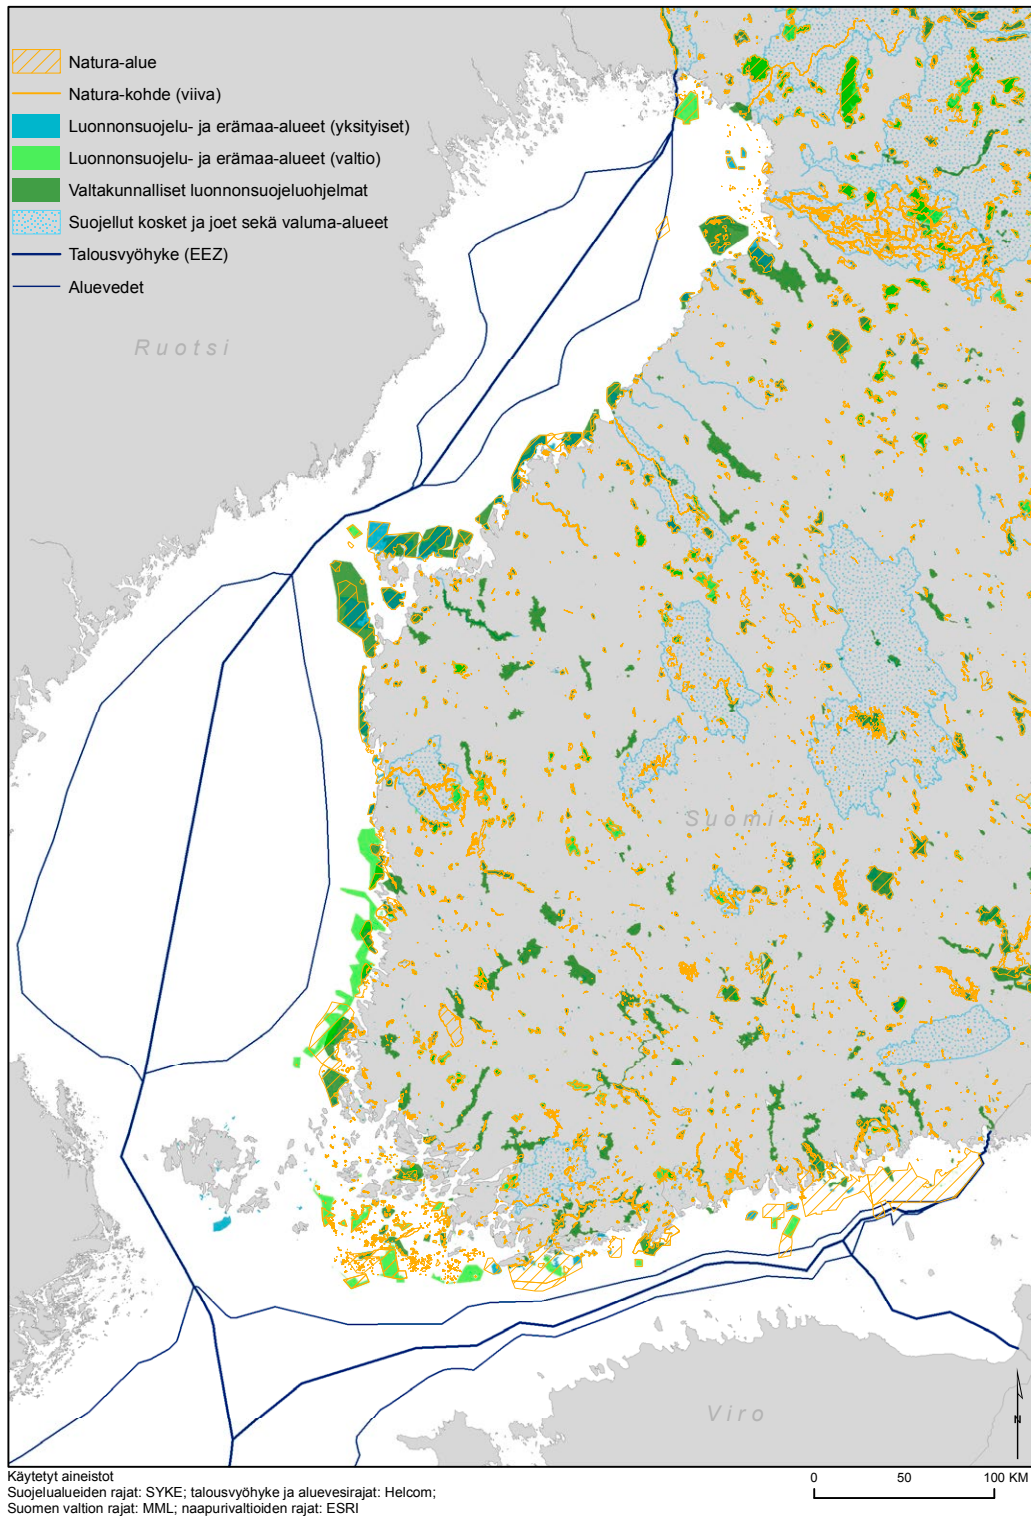 Natura-alue
Natura-kohde (viiva)
Luonnonsuojelu- ja erämaa-alueet (yksityiset)
Luonnonsuojelu- ja erämaa-alueet (valtio)
Valtakunnalliset luonnonsuojeluohjelmat
Suojellut kosket ja joet sekä valuma-alueet
Talousvyöhyke (EEZ)
Aluevedet
Ruotsi
Suomi
Viro
N
Käytetyt aineistot
Suojelualueiden rajat: SYKE; talousvyöhyke ja aluevesirajat: Helcom;
Suomen valtion rajat: MML; naapurivaltioiden rajat: ESRI
0 50 100 KM